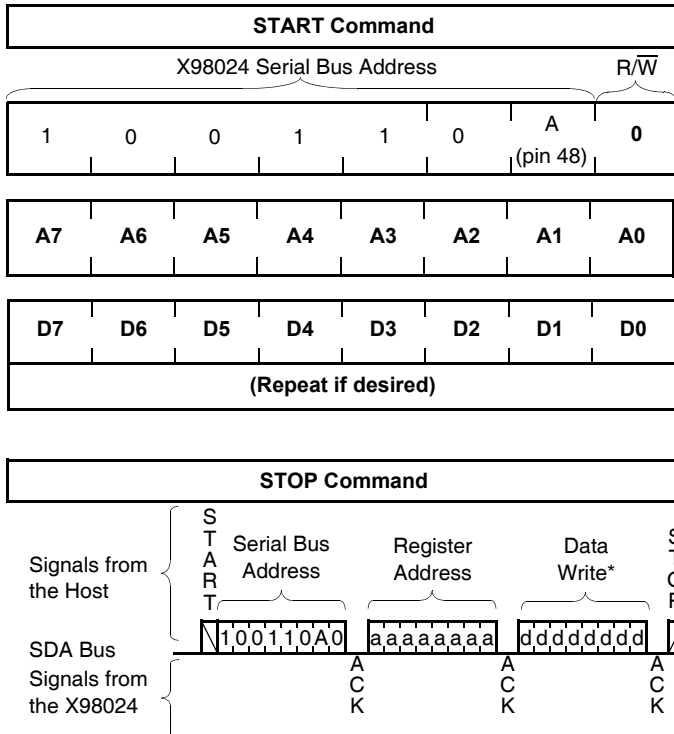 START Command
X98024 Serial Bus Address R/W̅
1 0 0 1 1 0 A (pin 48) 0
A7 A6 A5 A4 A3 A2 A1 A0
D7 D6 D5 D4 D3 D2 D1 D0
(Repeat if desired)
STOP Command
Signals from the Host
START
Serial Bus Address
Register Address
Data Write*
SDA Bus
100110A0 aaaaaaaa dddddddd
Signals from the X98024
ACK ACK ACK